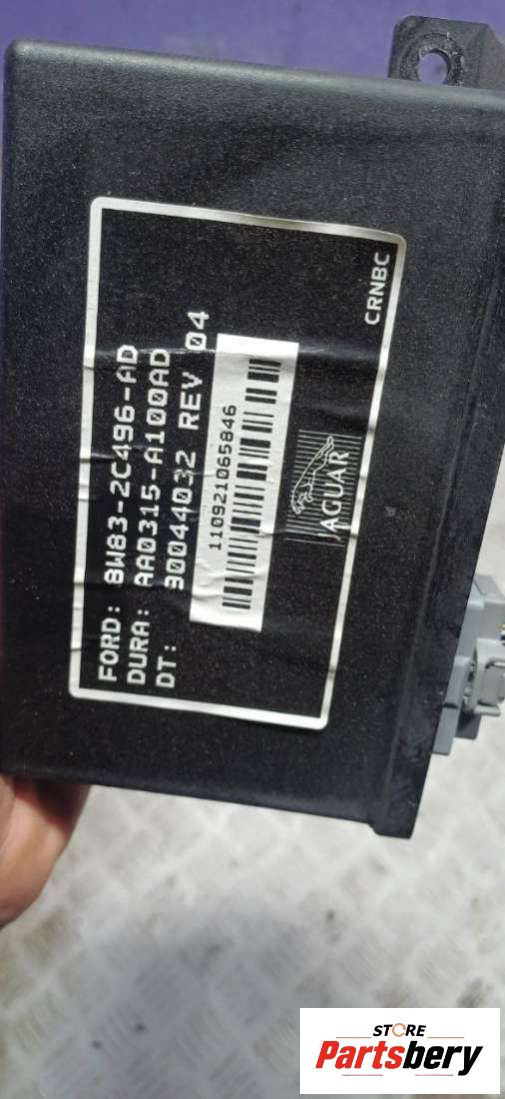 FORD: 8W83-2C496-AD
DURA: AA0315-A100AD
DT: 30044032 REV 04
110921065846
JAGUAR
CRNBC
STORE
Partsbery